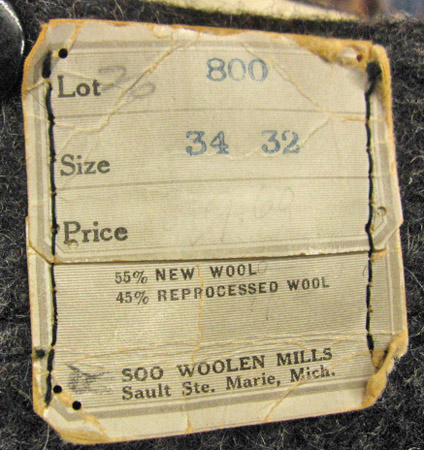 Lot 26 800
Size 34 32
Price
55% NEW WOOL
45% REPROCESSED WOOL
SOO WOOLEN MILLS
Sault Ste. Marie, Mich.